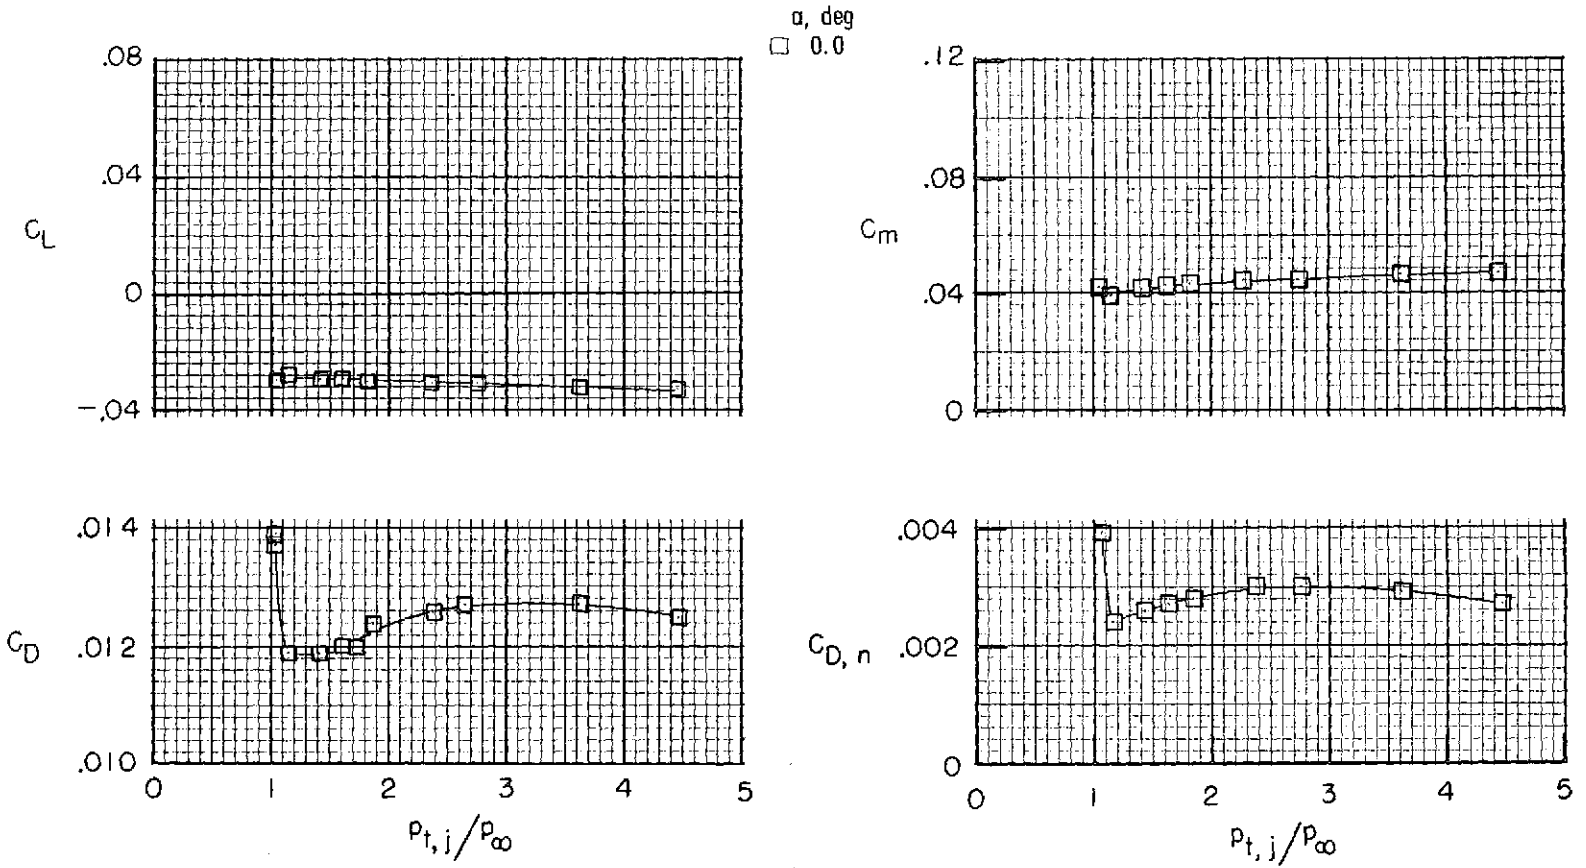 α, deg
□ 0.0
.08
.04
0
-.04
C_L
.12
.08
.04
0
C_m
.014
.012
.010
C_D
0 1 2 3 4 5
p_t,j/p_∞
.004
.002
0
C_D,n
0 1 2 3 4 5
p_t,j/p_∞